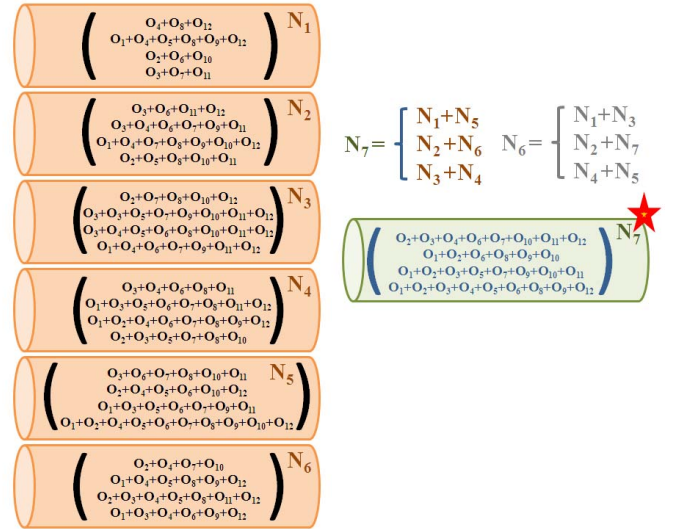 N₁
O₄+O₈+O₁₂
O₁+O₄+O₅+O₈+O₉+O₁₂
O₂+O₆+O₁₀
O₃+O₇+O₁₁
N₂
O₃+O₆+O₁₁+O₁₂
O₃+O₄+O₆+O₇+O₉+O₁₁
O₁+O₄+O₇+O₈+O₉+O₁₀+O₁₂
O₂+O₅+O₈+O₁₀+O₁₁
N₃
O₂+O₇+O₈+O₁₀+O₁₂
O₃+O₃+O₅+O₇+O₉+O₁₀+O₁₁+O₁₂
O₃+O₄+O₅+O₆+O₈+O₁₀+O₁₁+O₁₂
O₁+O₄+O₆+O₇+O₉+O₁₁+O₁₂
N₄
O₃+O₄+O₆+O₈+O₁₁
O₁+O₃+O₅+O₆+O₇+O₈+O₁₁+O₁₂
O₁+O₂+O₄+O₆+O₇+O₈+O₉+O₁₂
O₂+O₃+O₅+O₇+O₈+O₁₀
N₅
O₃+O₆+O₇+O₈+O₁₀+O₁₁
O₂+O₄+O₅+O₆+O₁₀+O₁₂
O₁+O₃+O₅+O₆+O₇+O₉+O₁₁
O₁+O₂+O₄+O₅+O₆+O₇+O₈+O₉+O₁₀+O₁₂
N₆
O₂+O₄+O₇+O₁₀
O₁+O₄+O₅+O₈+O₉+O₁₂
O₂+O₃+O₄+O₅+O₈+O₁₁+O₁₂
O₁+O₃+O₄+O₆+O₉+O₁₂
N₇=
N₁+N₅
N₂+N₆
N₃+N₄
N₆=
N₁+N₃
N₂+N₇
N₄+N₅
N₇
O₂+O₃+O₄+O₆+O₇+O₁₀+O₁₁+O₁₂
O₁+O₂+O₆+O₈+O₉+O₁₀
O₁+O₂+O₃+O₅+O₇+O₉+O₁₀+O₁₁
O₁+O₂+O₃+O₄+O₅+O₆+O₈+O₉+O₁₂